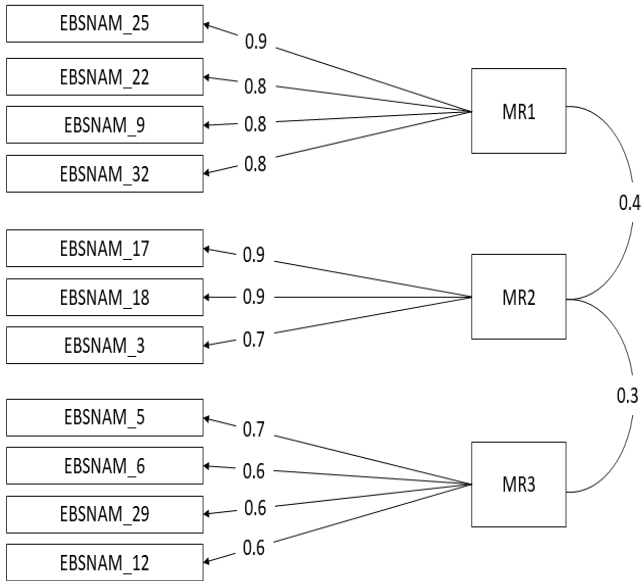 EBSNAM_25
0.9
EBSNAM_22
0.8
EBSNAM_9
0.8
EBSNAM_32
0.8
MR1
0.4
EBSNAM_17
0.9
EBSNAM_18
0.9
EBSNAM_3
0.7
MR2
0.3
EBSNAM_5
0.7
EBSNAM_6
0.6
EBSNAM_29
0.6
EBSNAM_12
0.6
MR3